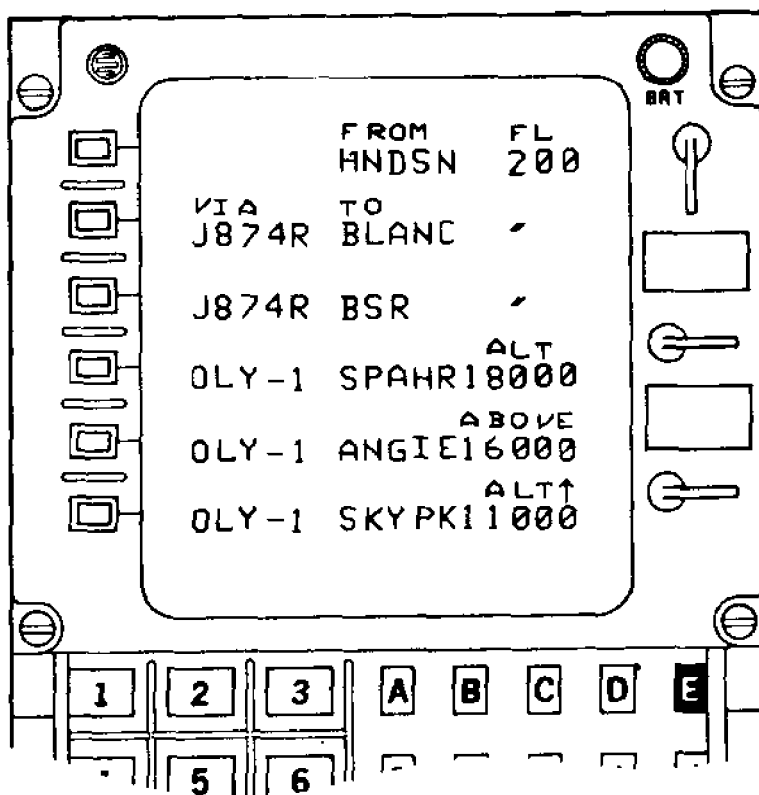 BAT
FROM FL
HNDSN 200
VIA TO
J874R BLANC "
J874R BSR "
ALT
OLY-1 SPAHR18000
ABOVE
OLY-1 ANGIE16000
ALT↑
OLY-1 SKYPK11000
1 2 3 A B C D E
5 6